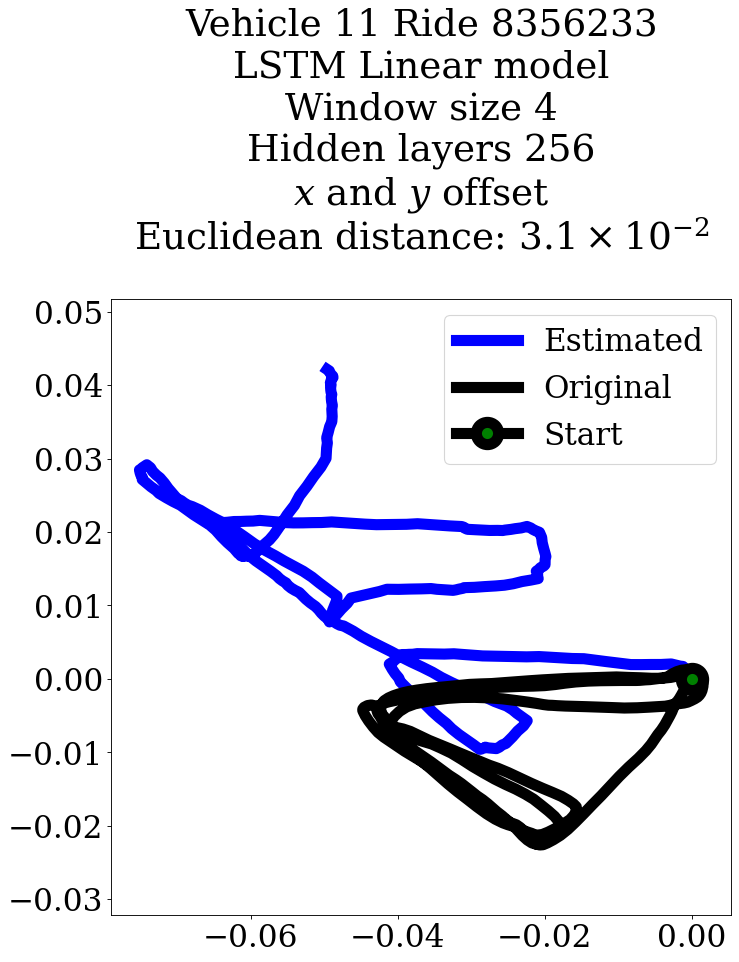 Vehicle 11 Ride 8356233
LSTM Linear model
Window size 4
Hidden layers 256
x and y offset
Euclidean distance: 3.1 × 10⁻²
0.05
0.04
0.03
0.02
0.01
0.00
−0.01
−0.02
−0.03
Estimated
Original
Start
−0.06
−0.04
−0.02
0.00